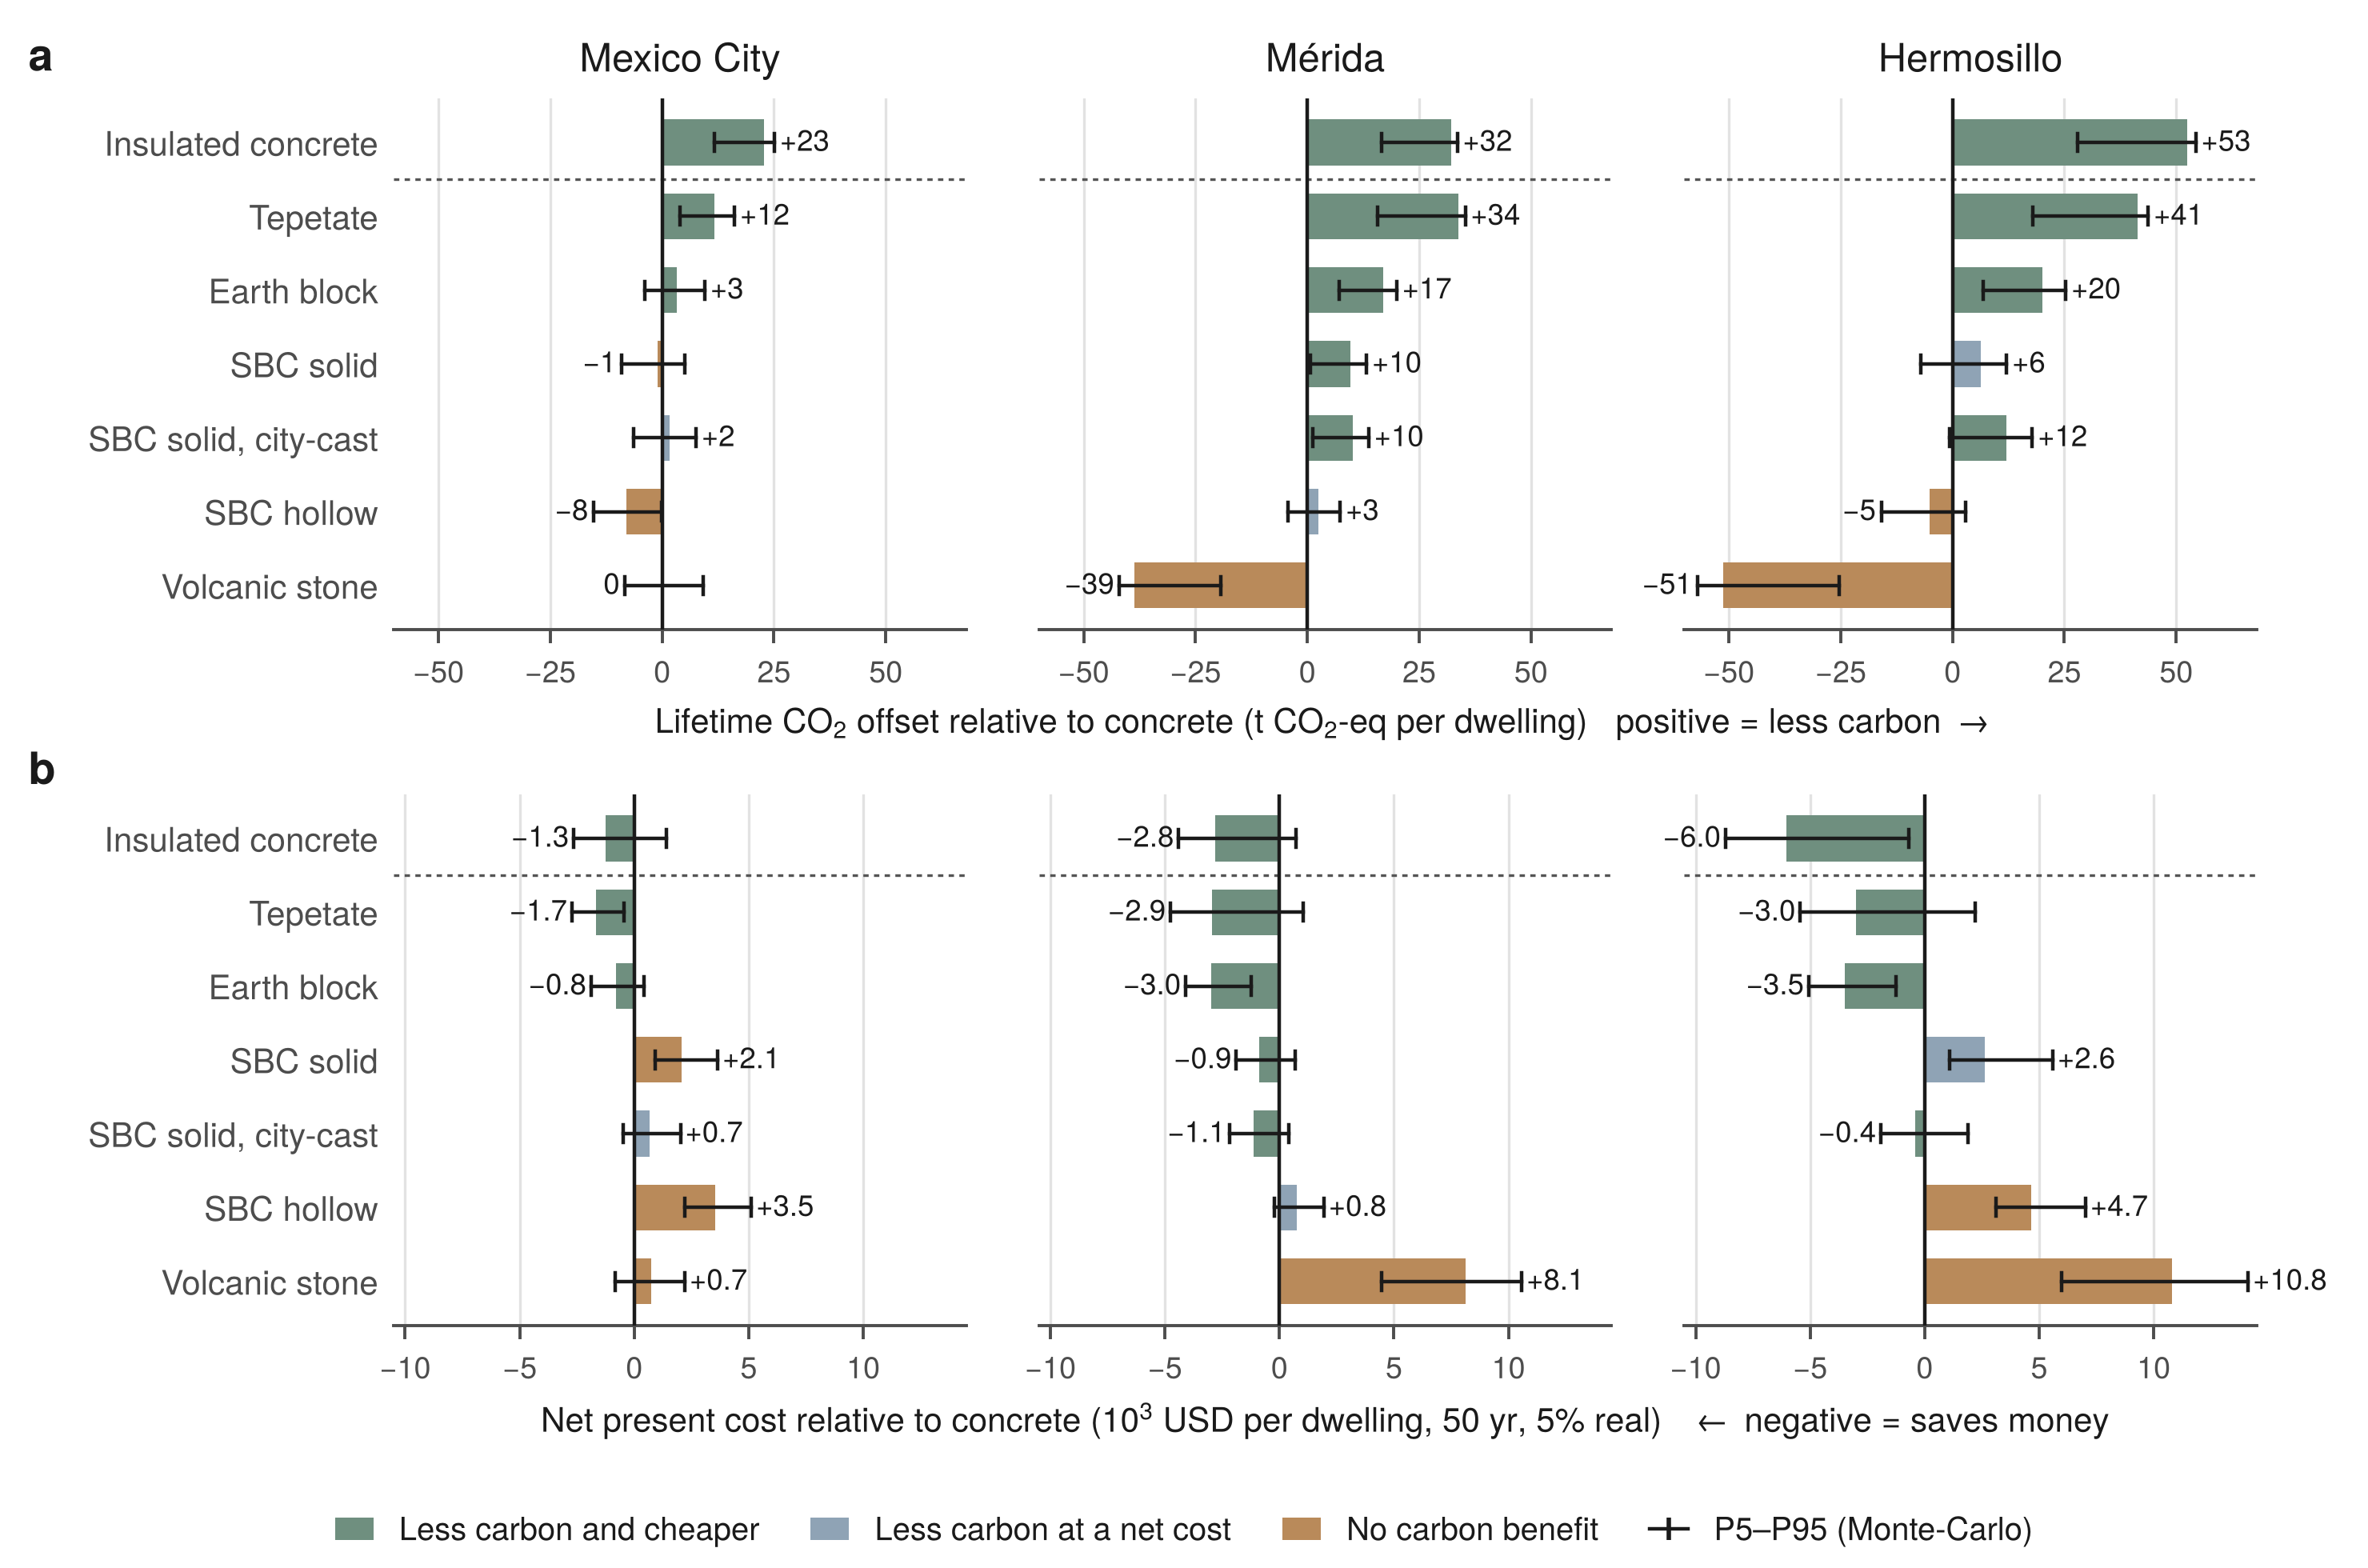 a
Mexico City Mérida Hermosillo
Insulated concrete +23 +32 +53
Tepetate +12 +34 +41
Earth block +3 +17 +20
SBC solid −1 +10 +6
SBC solid, city-cast +2 +10 +12
SBC hollow −8 +3 −5
Volcanic stone 0 −39 −51
−50 −25 0 25 50 −50 −25 0 25 50 −50 −25 0 25 50
Lifetime CO₂ offset relative to concrete (t CO₂-eq per dwelling) positive = less carbon →
b
Insulated concrete −1.3 −2.8 −6.0
Tepetate −1.7 −2.9 −3.0
Earth block −0.8 −3.0 −3.5
SBC solid +2.1 −0.9 +2.6
SBC solid, city-cast +0.7 −1.1 −0.4
SBC hollow +3.5 +0.8 +4.7
Volcanic stone +0.7 +8.1 +10.8
−10 −5 0 5 10 −10 −5 0 5 10 −10 −5 0 5 10
Net present cost relative to concrete (10³ USD per dwelling, 50 yr, 5% real) ← negative = saves money
Less carbon and cheaper Less carbon at a net cost No carbon benefit P5–P95 (Monte-Carlo)